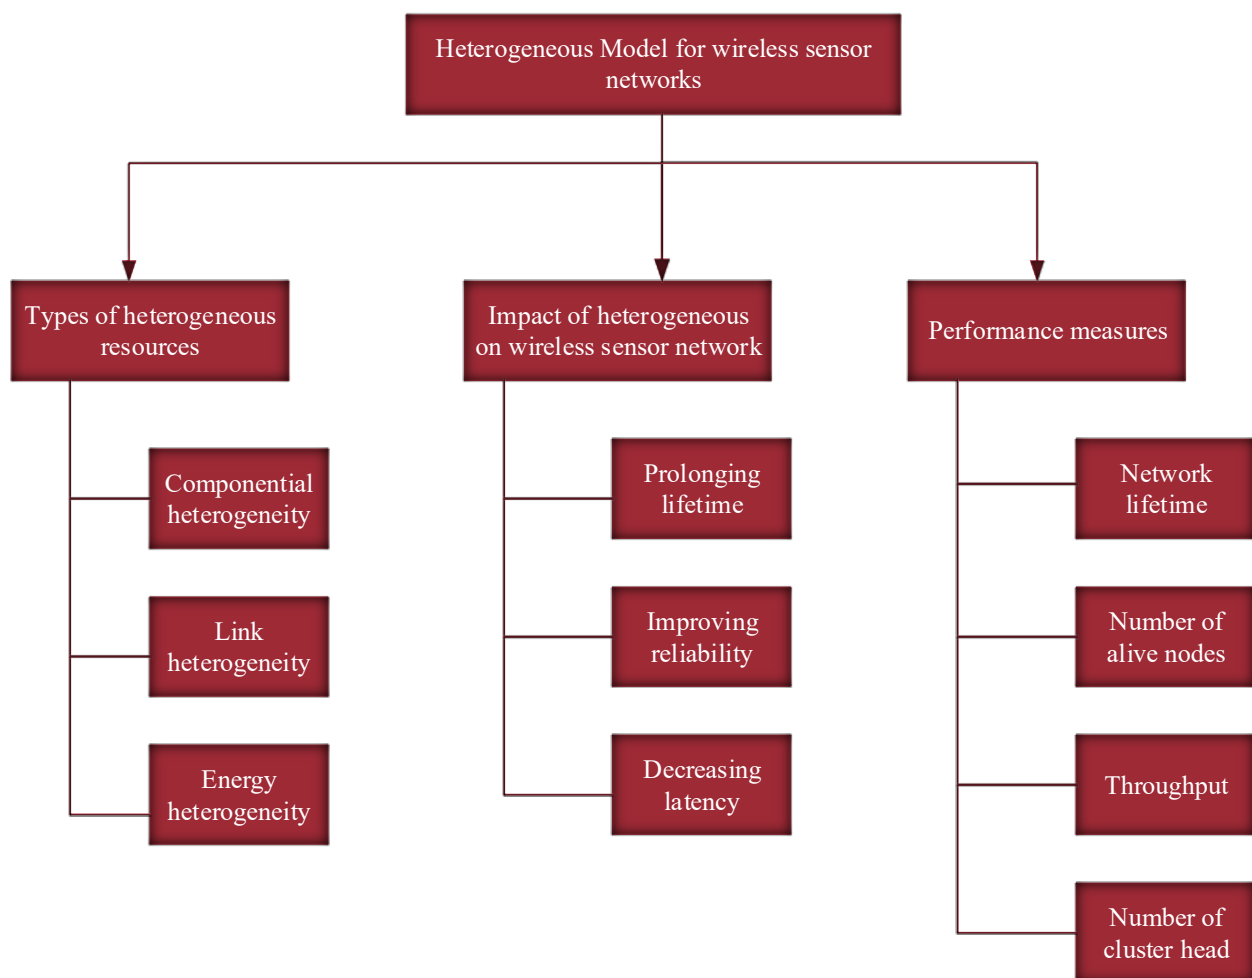 Heterogeneous Model for wireless sensor
networks
Types of heterogeneous
resources
Impact of heterogeneous
on wireless sensor network
Performance measures
Componential
heterogeneity
Link
heterogeneity
Energy
heterogeneity
Prolonging
lifetime
Improving
reliability
Decreasing
latency
Network
lifetime
Number of
alive nodes
Throughput
Number of
cluster head